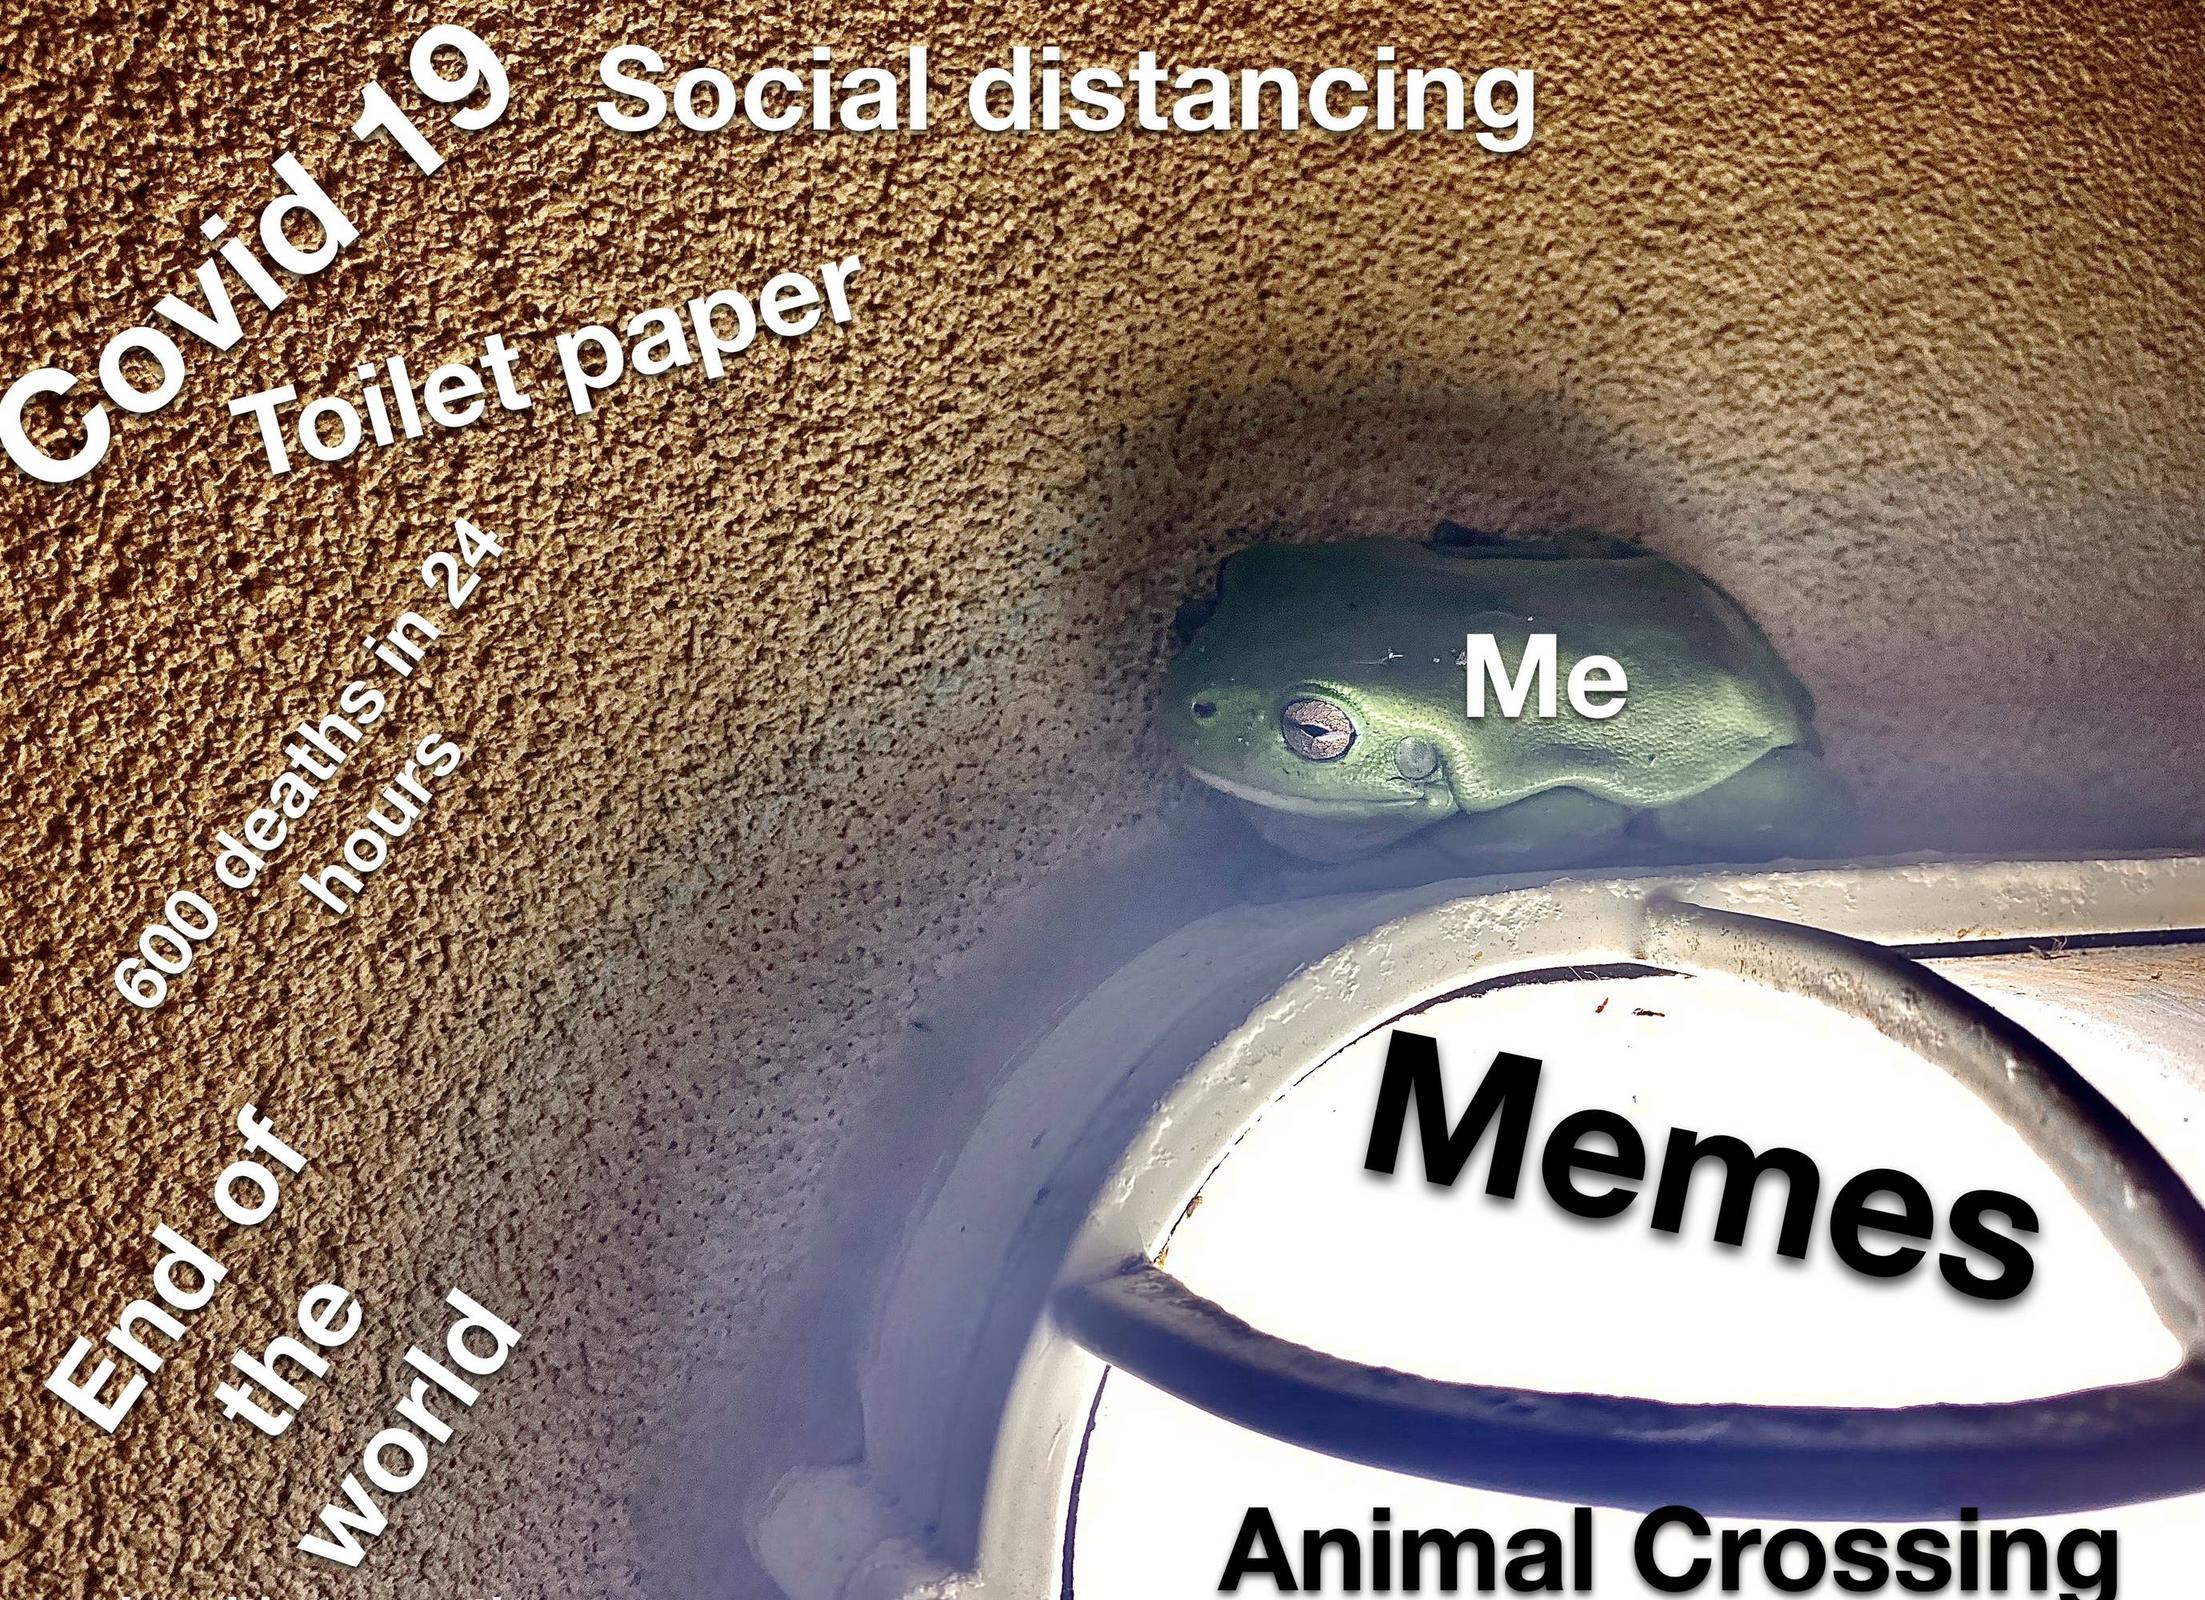 Covid 19
Social distancing
Toilet paper
600 deaths in 24
hours
Me
End of
the
world
Memes
Animal Crossing